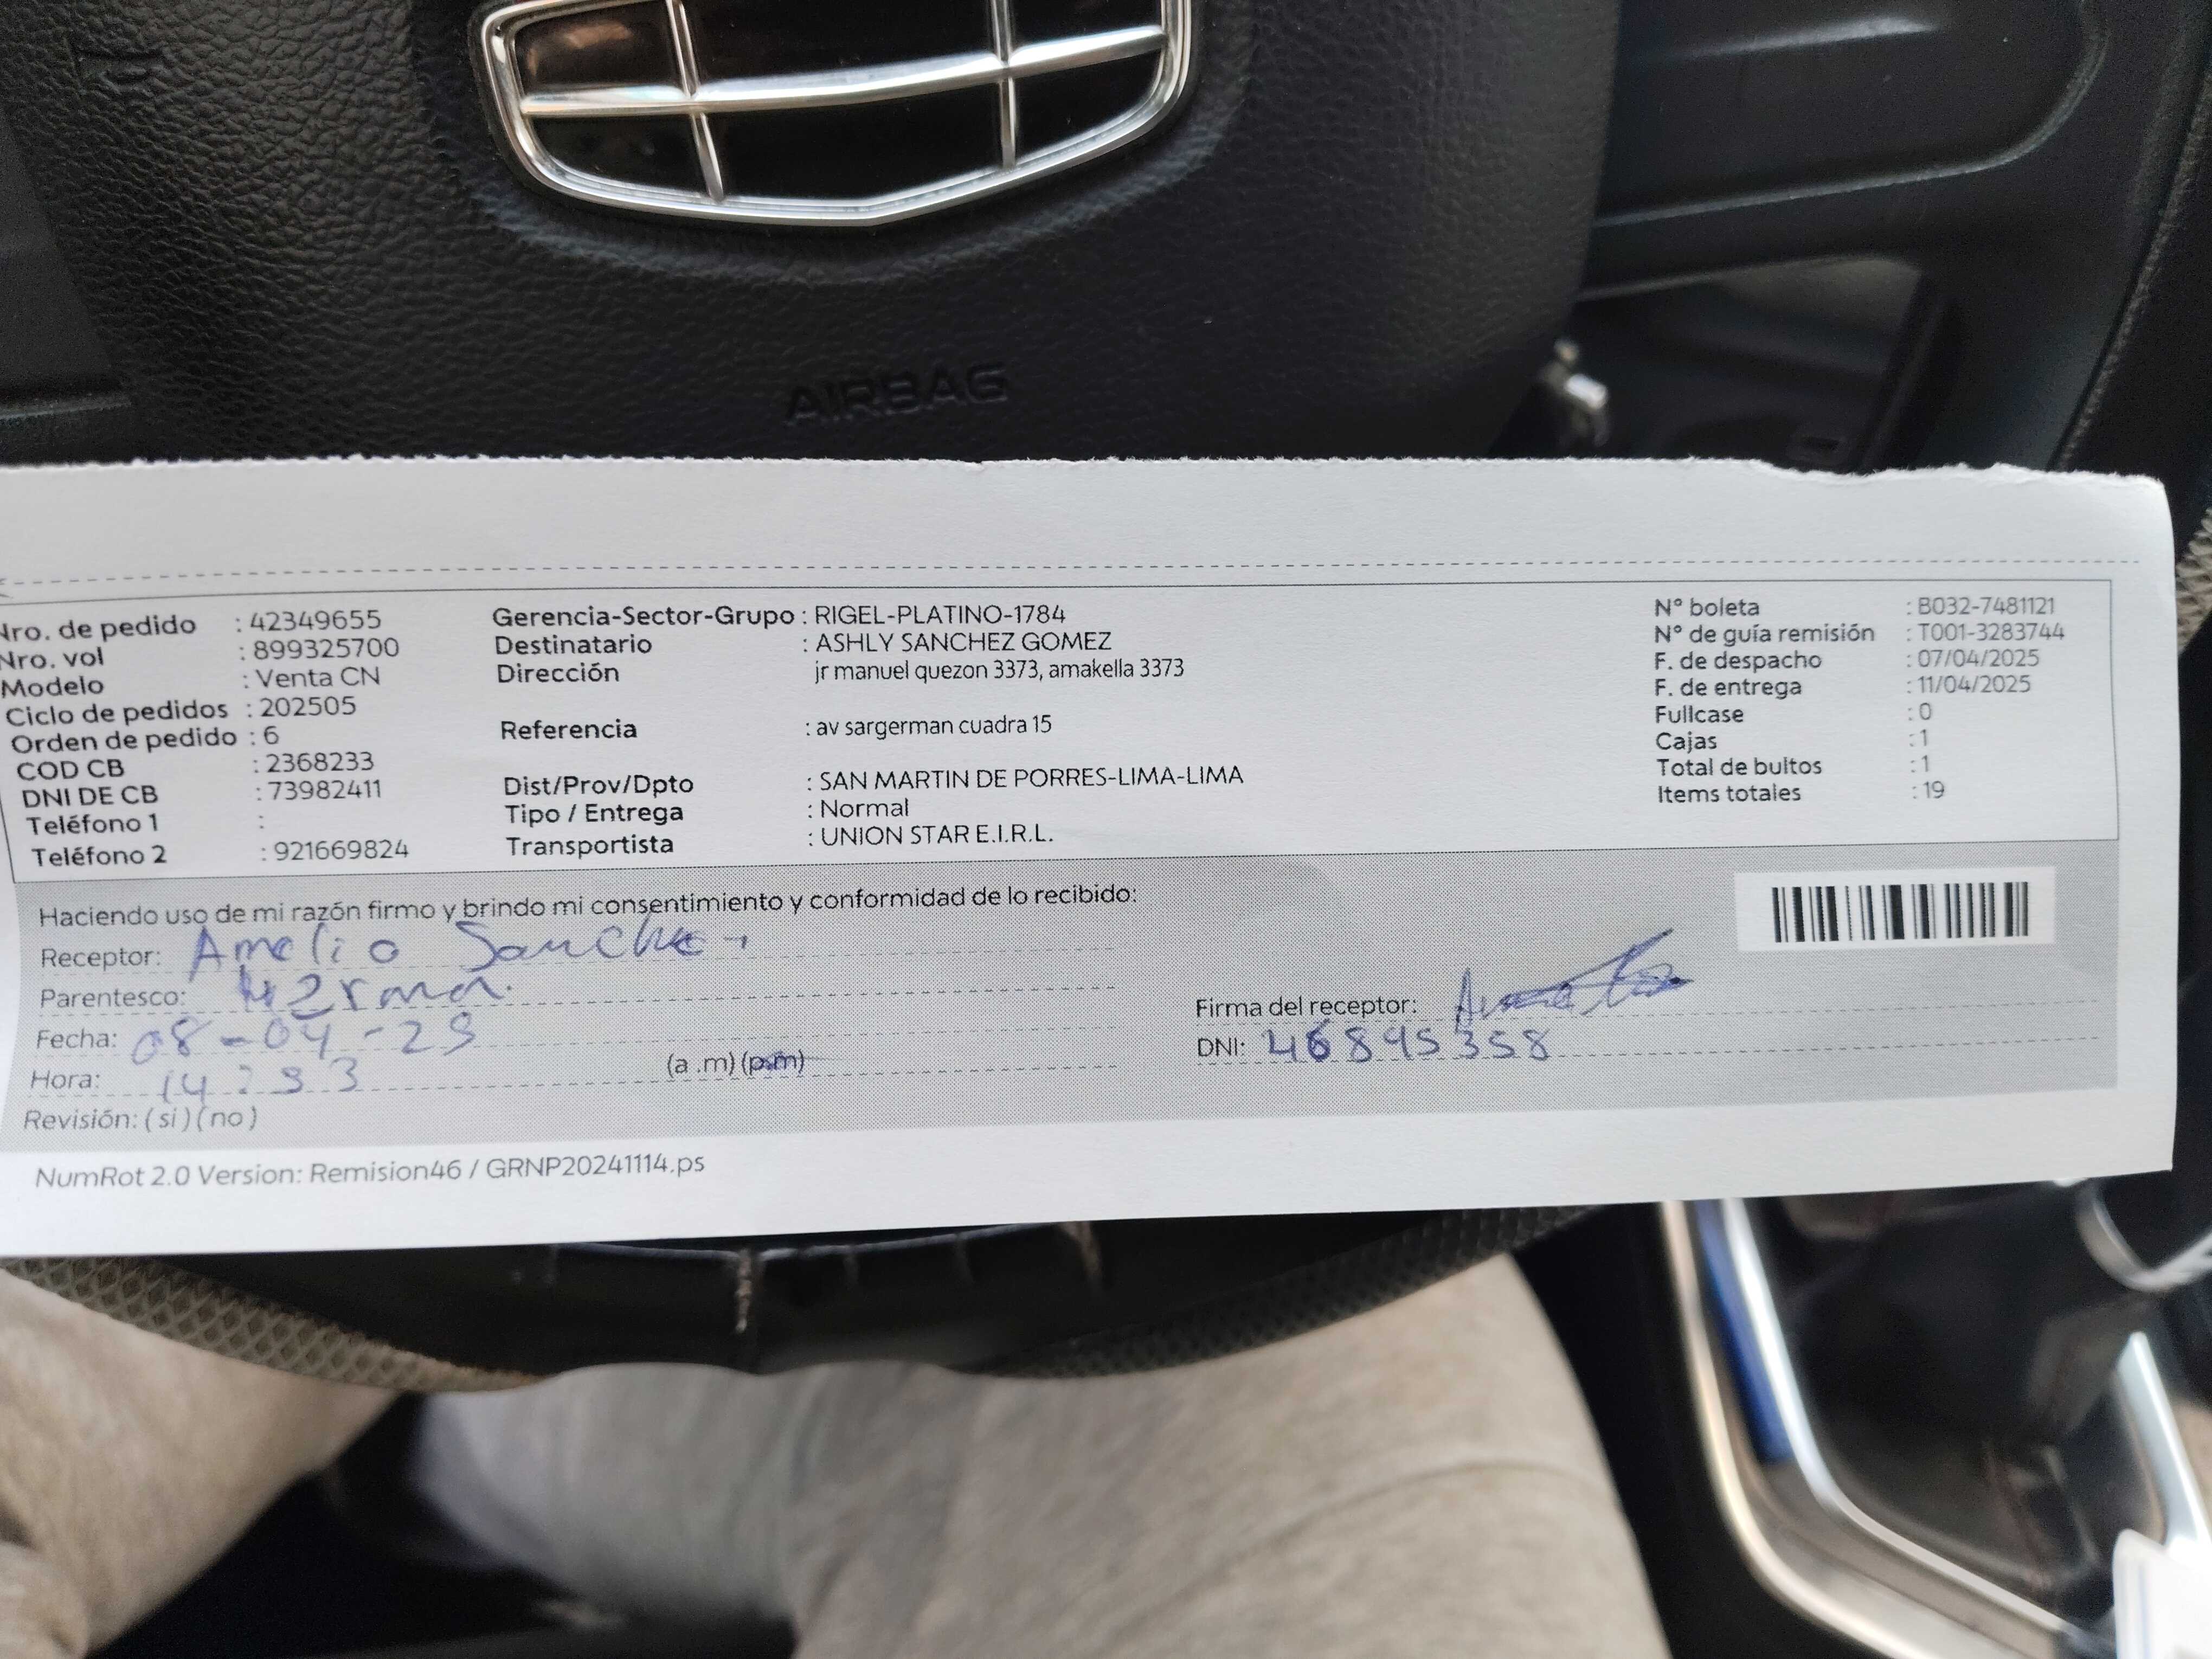 AIRBAG
Nro. de pedido : 42349655
Nro. vol : 899325700
Modelo : Venta CN
Ciclo de pedidos : 202505
Orden de pedido : 6
COD CB : 2368233
DNI DE CB : 73982411
Teléfono 1 :
Teléfono 2 : 921669824
Gerencia-Sector-Grupo : RIGEL-PLATINO-1784
Destinatario : ASHLY SANCHEZ GOMEZ
Dirección jr manuel quezon 3373, amakella 3373
Referencia : av sargerman cuadra 15
Dist/Prov/Dpto : SAN MARTIN DE PORRES-LIMA-LIMA
Tipo / Entrega : Normal
Transportista : UNION STAR E.I.R.L.
N° boleta : B032-7481121
N° de guía remisión : T001-3283744
F. de despacho : 07/04/2025
F. de entrega : 11/04/2025
Fullcase : 0
Cajas : 1
Total de bultos : 1
Items totales : 19
Haciendo uso de mi razón firmo y brindo mi consentimiento y conformidad de lo recibido:
Receptor: Amelia Sanchez
Parentesco:
Fecha: 08-04-25
Hora: 14:33 (a .m) (p.m)
Revisión: (si) (no)
Firma del receptor:
DNI: 46895358
NumRot 2.0 Version: Remision46 / GRNP20241114.ps